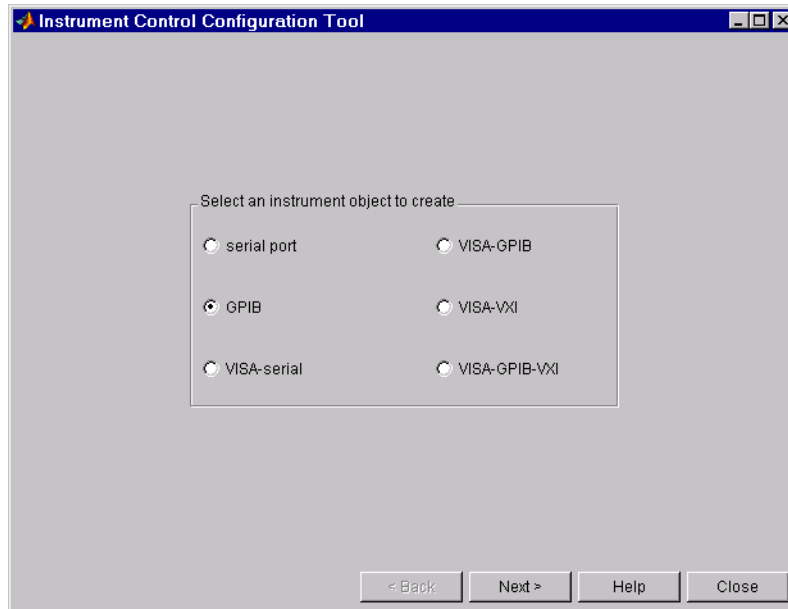 Instrument Control Configuration Tool
Select an instrument object to create
serial port
VISA-GPIB
GPIB
VISA-VXI
VISA-serial
VISA-GPIB-VXI
< Back
Next >
Help
Close